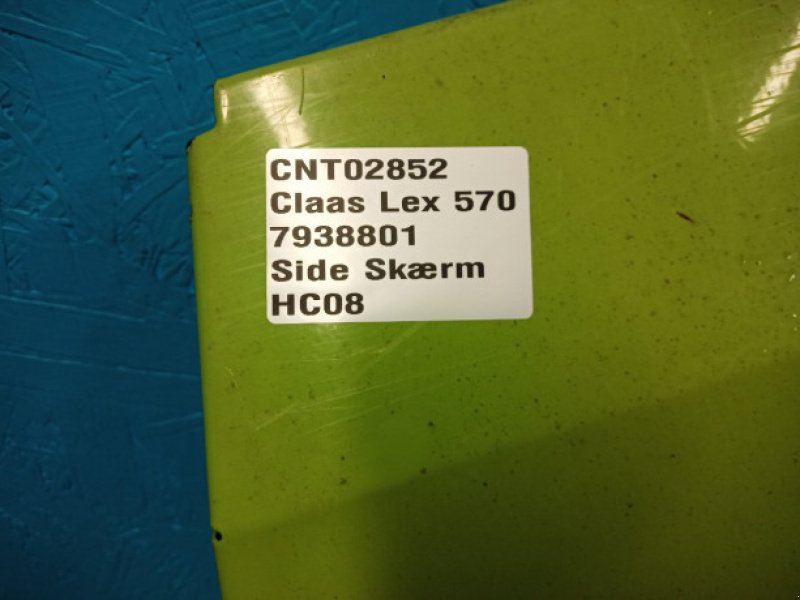 CNT02852
Claas Lex 570
7938801
Side Skærm
HC08